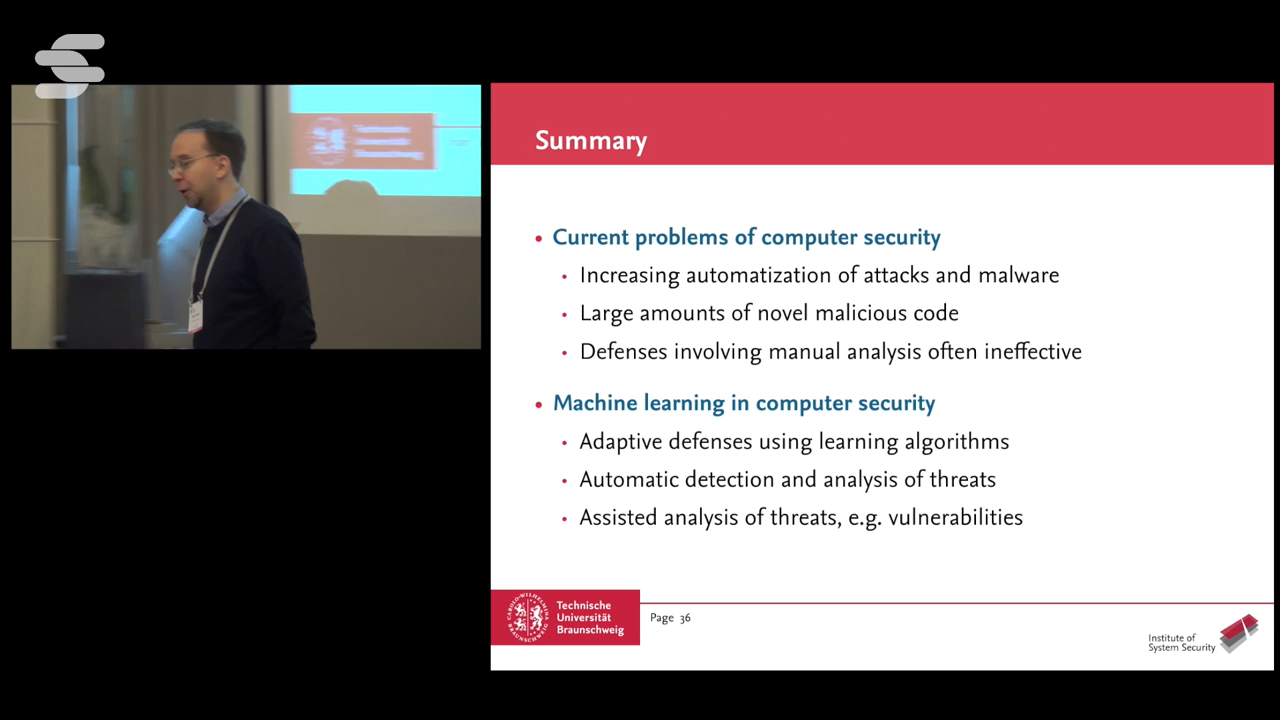 Summary
• Current problems of computer security
• Increasing automatization of attacks and malware
• Large amounts of novel malicious code
• Defenses involving manual analysis often ineffective
• Machine learning in computer security
• Adaptive defenses using learning algorithms
• Automatic detection and analysis of threats
• Assisted analysis of threats, e.g. vulnerabilities
Technische
Universität
Braunschweig
Page 36
Institute of
System Security